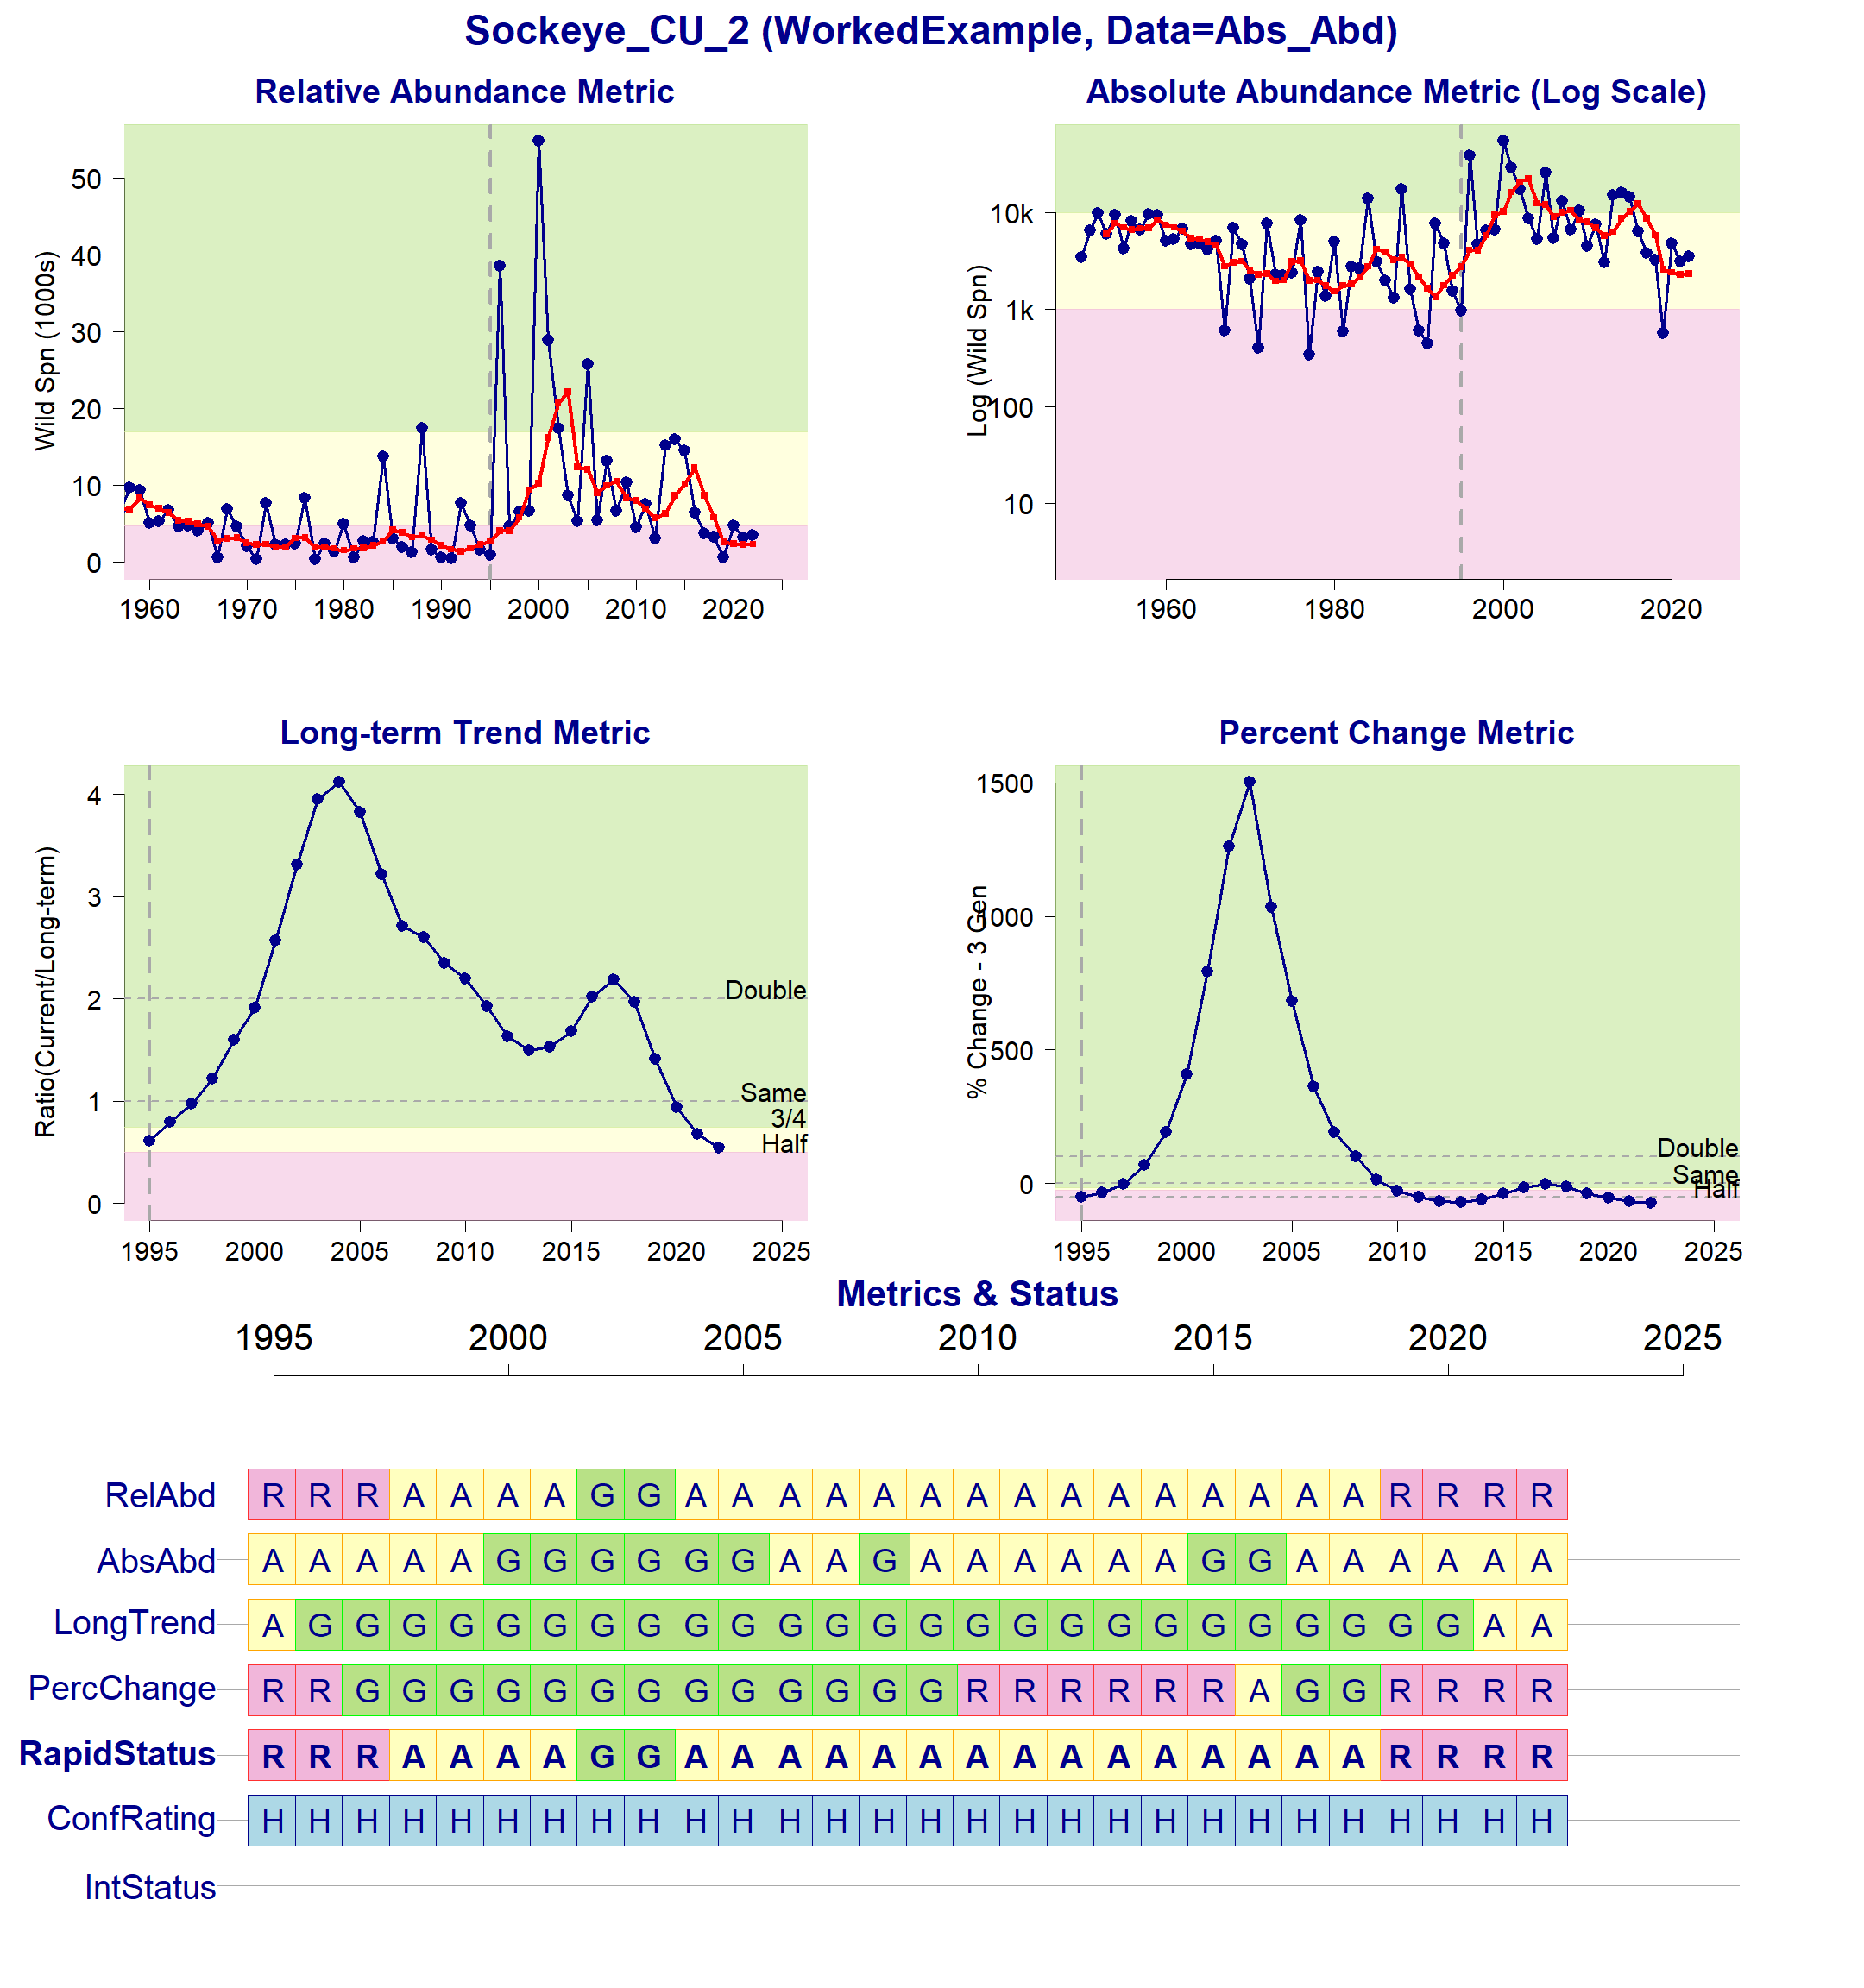 Sockeye_CU_2 (WorkedExample, Data=Abs_Abd)
Relative Abundance Metric
Wild Spn (1000s)
50
40
30
20
10
0
1960 1970 1980 1990 2000 2010 2020
Absolute Abundance Metric (Log Scale)
Log (Wild Spn)
10k
1k
100
10
1960 1980 2000 2020
Long-term Trend Metric
Ratio(Current/Long-term)
4
3
2
1
0
Double
Same
3/4
Half
1995 2000 2005 2010 2015 2020 2025
Percent Change Metric
% Change - 3 Gen
1500
1000
500
0
Double
Same
Half
1995 2000 2005 2010 2015 2020 2025
Metrics & Status
1995 2000 2005 2010 2015 2020 2025
RelAbd R R R A A A A G G A A A A A A A A A A A A A A A R R R R
AbsAbd A A A A A G G G G G G A A G A A A A A A G G A A A A A A
LongTrend A G G G G G G G G G G G G G G G G G G G G G G G G G A A
PercChange R R G G G G G G G G G G G G G R R R R R R A G G R R R R
RapidStatus R R R A A A A G G A A A A A A A A A A A A A A A R R R R
ConfRating H H H H H H H H H H H H H H H H H H H H H H H H H H H H
IntStatus